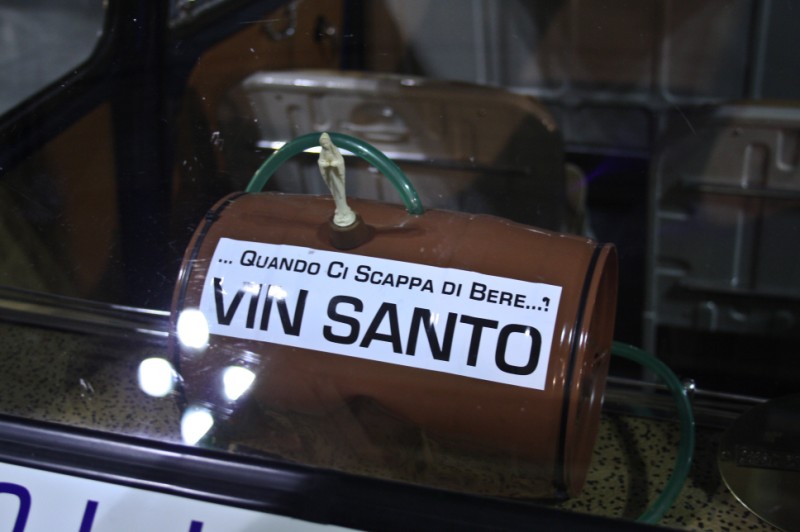 ... Quando Ci Scappa di Bere...?
VIN SANTO